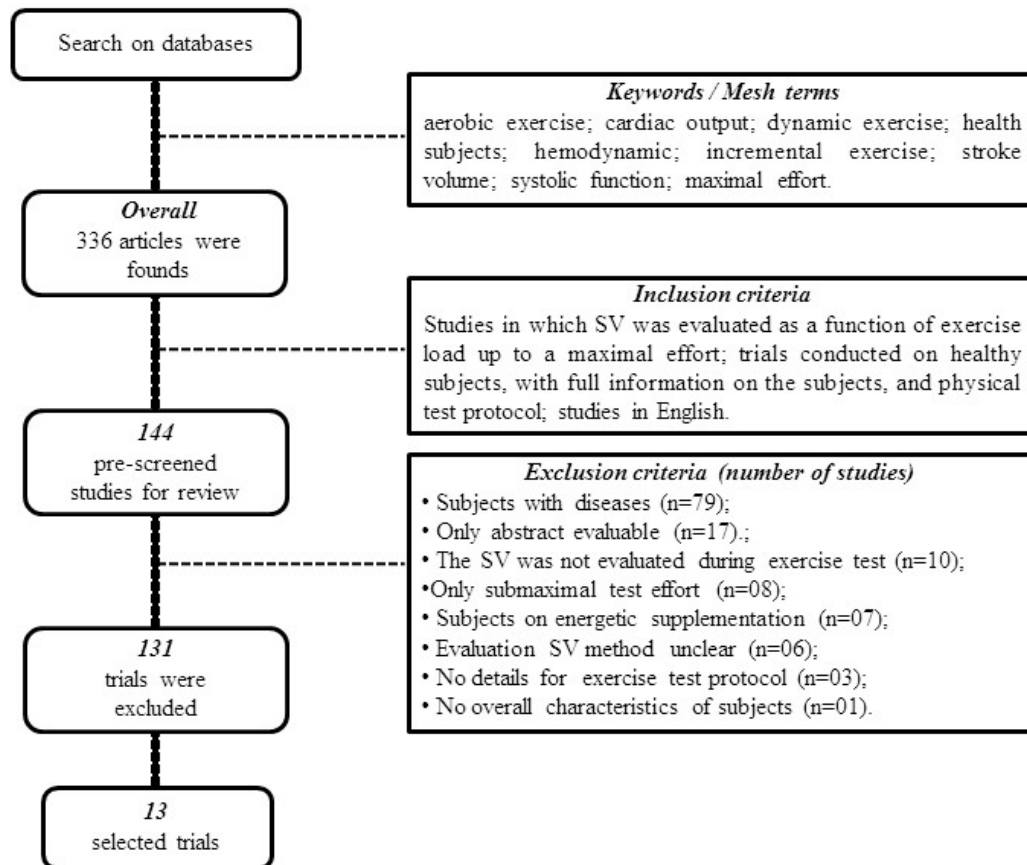 Search on databases
Keywords / Mesh terms
aerobic exercise; cardiac output; dynamic exercise; health
subjects; hemodynamic; incremental exercise; stroke
volume; systolic function; maximal effort.
Overall
336 articles were
founds
Inclusion criteria
Studies in which SV was evaluated as a function of exercise
load up to a maximal effort; trials conducted on healthy
subjects, with full information on the subjects, and physical
test protocol; studies in English.
144
pre-screened
studies for review
Exclusion criteria (number of studies)
• Subjects with diseases (n=79);
• Only abstract evaluable (n=17).;
• The SV was not evaluated during exercise test (n=10);
•Only submaximal test effort (n=08);
• Subjects on energetic supplementation (n=07);
• Evaluation SV method unclear (n=06);
• No details for exercise test protocol (n=03);
• No overall characteristics of subjects (n=01).
131
trials were
excluded
13
selected trials